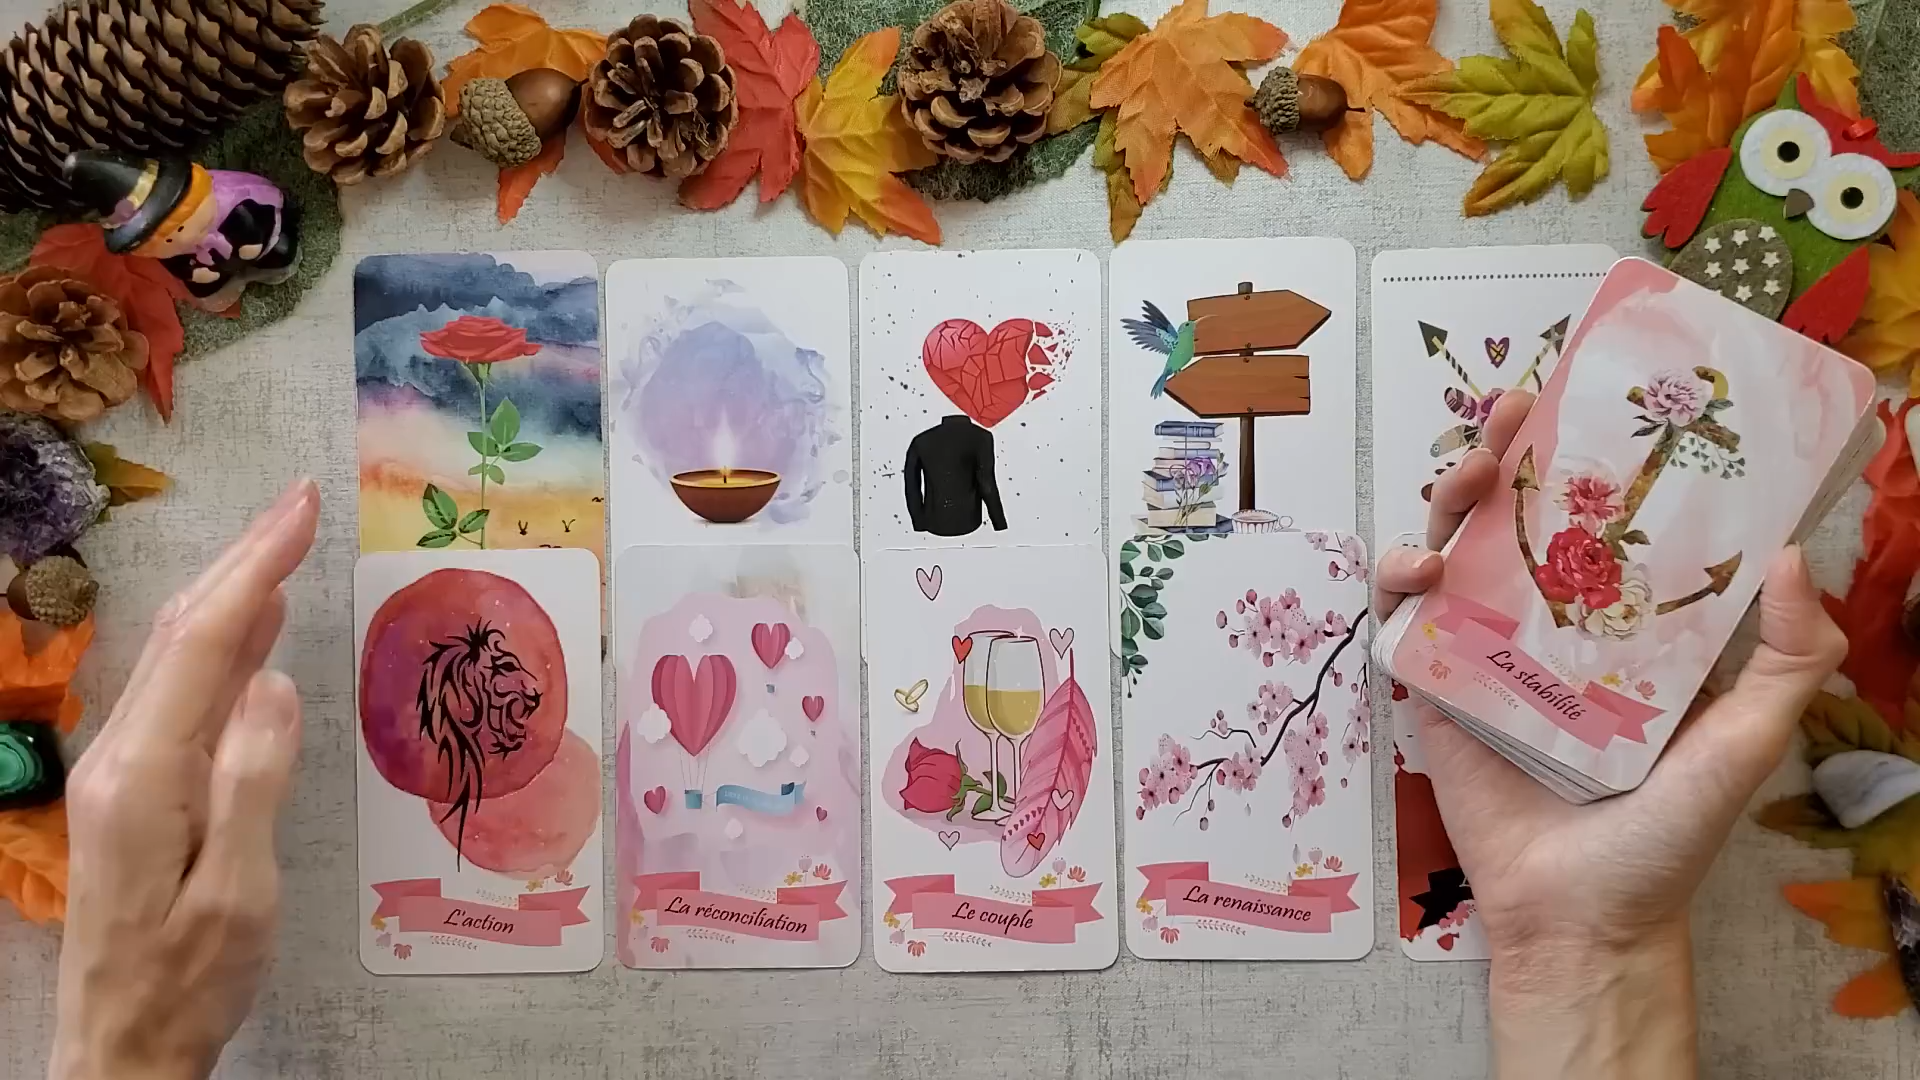 L'action
La réconciliation
Le couple
La renaissance
La stabilité